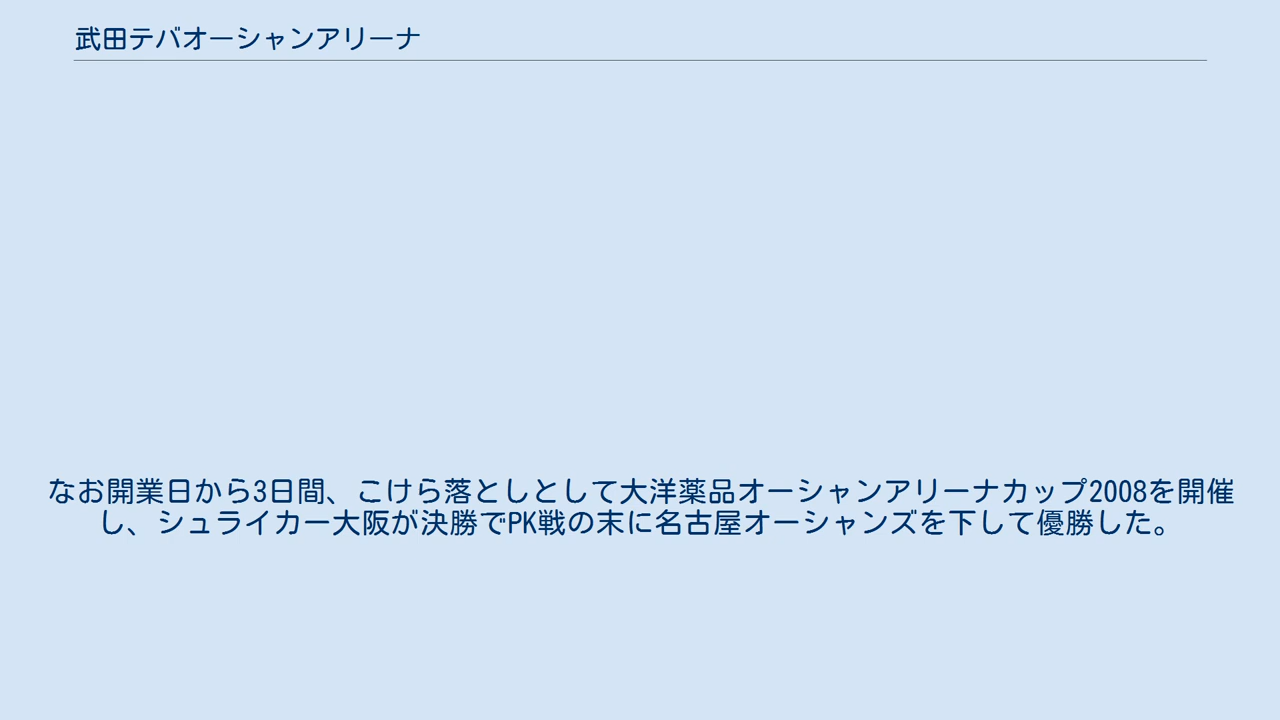 武田テバオーシャンアリーナ
なお開業日から3日間、こけら落としとして大洋薬品オーシャンアリーナカップ2008を開催
し、シュライカー大阪が決勝でPK戦の末に名古屋オーシャンズを下して優勝した。